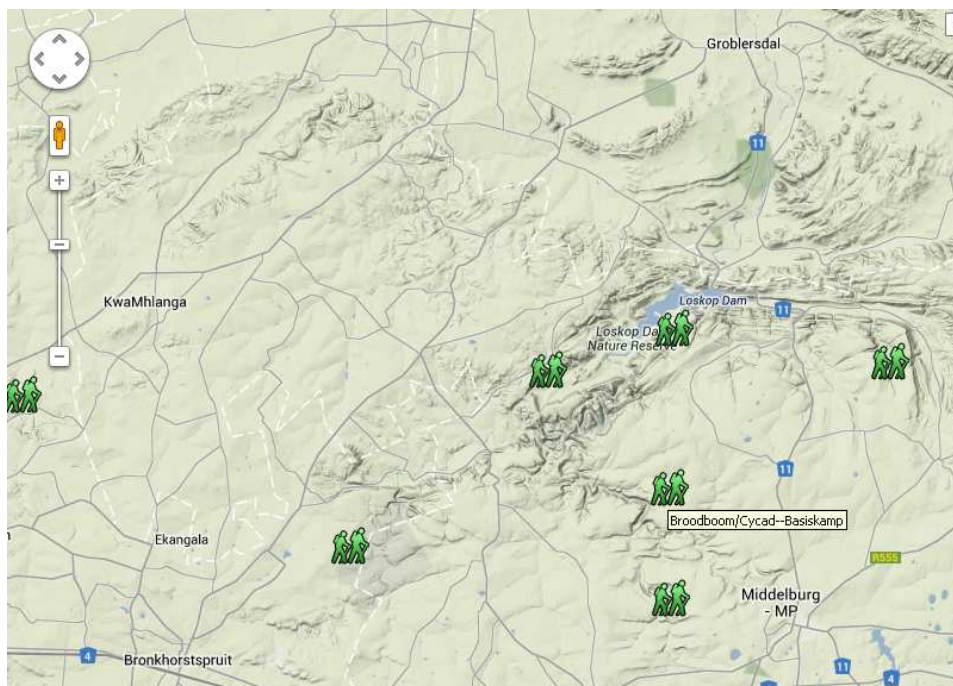 Groblersdal
11
KwaMhlanga
Loskop Dam
11
Loskop Da
Nature Reserve
11
Broodboom/Cycad--Basiskamp
Ekangala
R555
Middelburg
- MP
4
Bronkhorstspruit
11
4